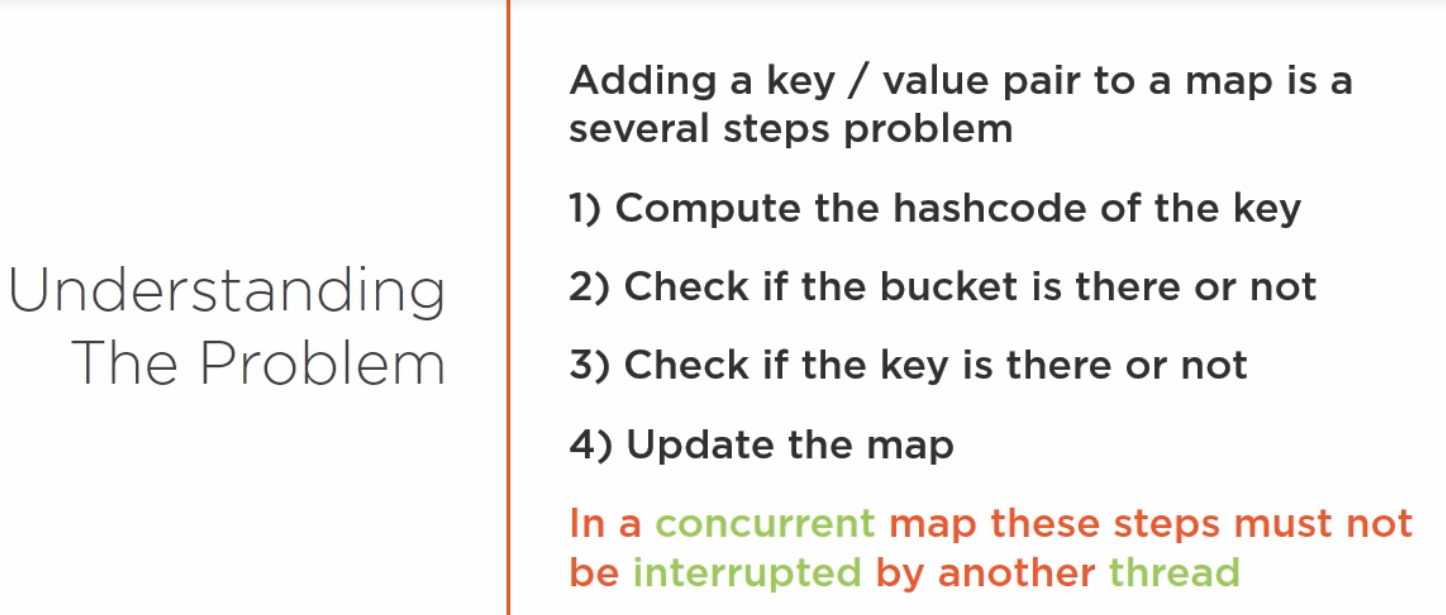 Understanding
The Problem
Adding a key / value pair to a map is a
several steps problem
1) Compute the hashcode of the key
2) Check if the bucket is there or not
3) Check if the key is there or not
4) Update the map
In a concurrent map these steps must not
be interrupted by another thread